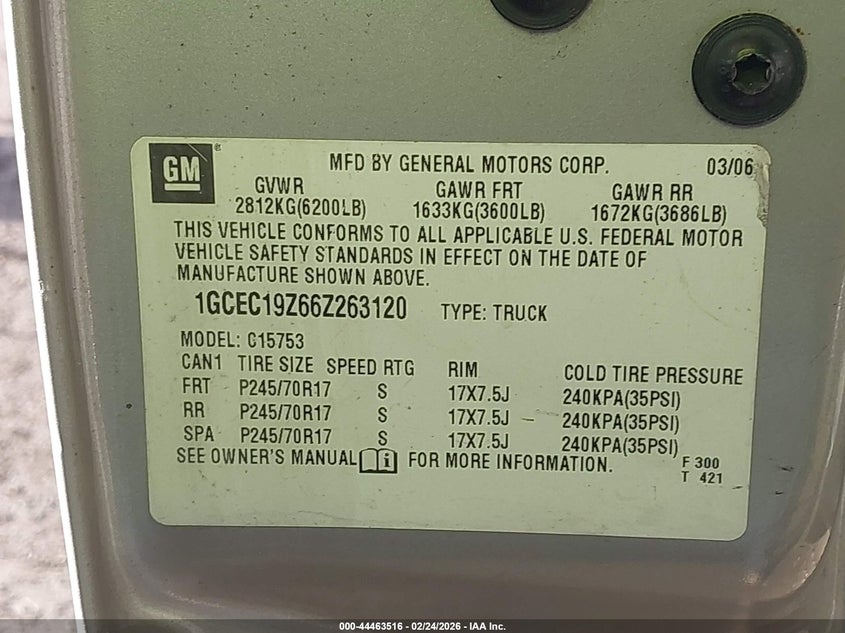 GM® MFD BY GENERAL MOTORS CORP. 03/06
GVWR GAWR FRT GAWR RR
2812KG(6200LB) 1633KG(3600LB) 1672KG(3686LB)
THIS VEHICLE CONFORMS TO ALL APPLICABLE U.S. FEDERAL MOTOR
VEHICLE SAFETY STANDARDS IN EFFECT ON THE DATE OF
MANUFACTURE SHOWN ABOVE.
1GCEC19Z66Z263120 TYPE: TRUCK
MODEL: C15753
CAN1 TIRE SIZE SPEED RTG RIM COLD TIRE PRESSURE
FRT P245/70R17 S 17X7.5J 240KPA(35PSI)
RR P245/70R17 S 17X7.5J 240KPA(35PSI)
SPA P245/70R17 S 17X7.5J 240KPA(35PSI)
SEE OWNER'S MANUAL i FOR MORE INFORMATION. F 300
T 421
000-44463516 - 02/24/2026 - IAA Inc.